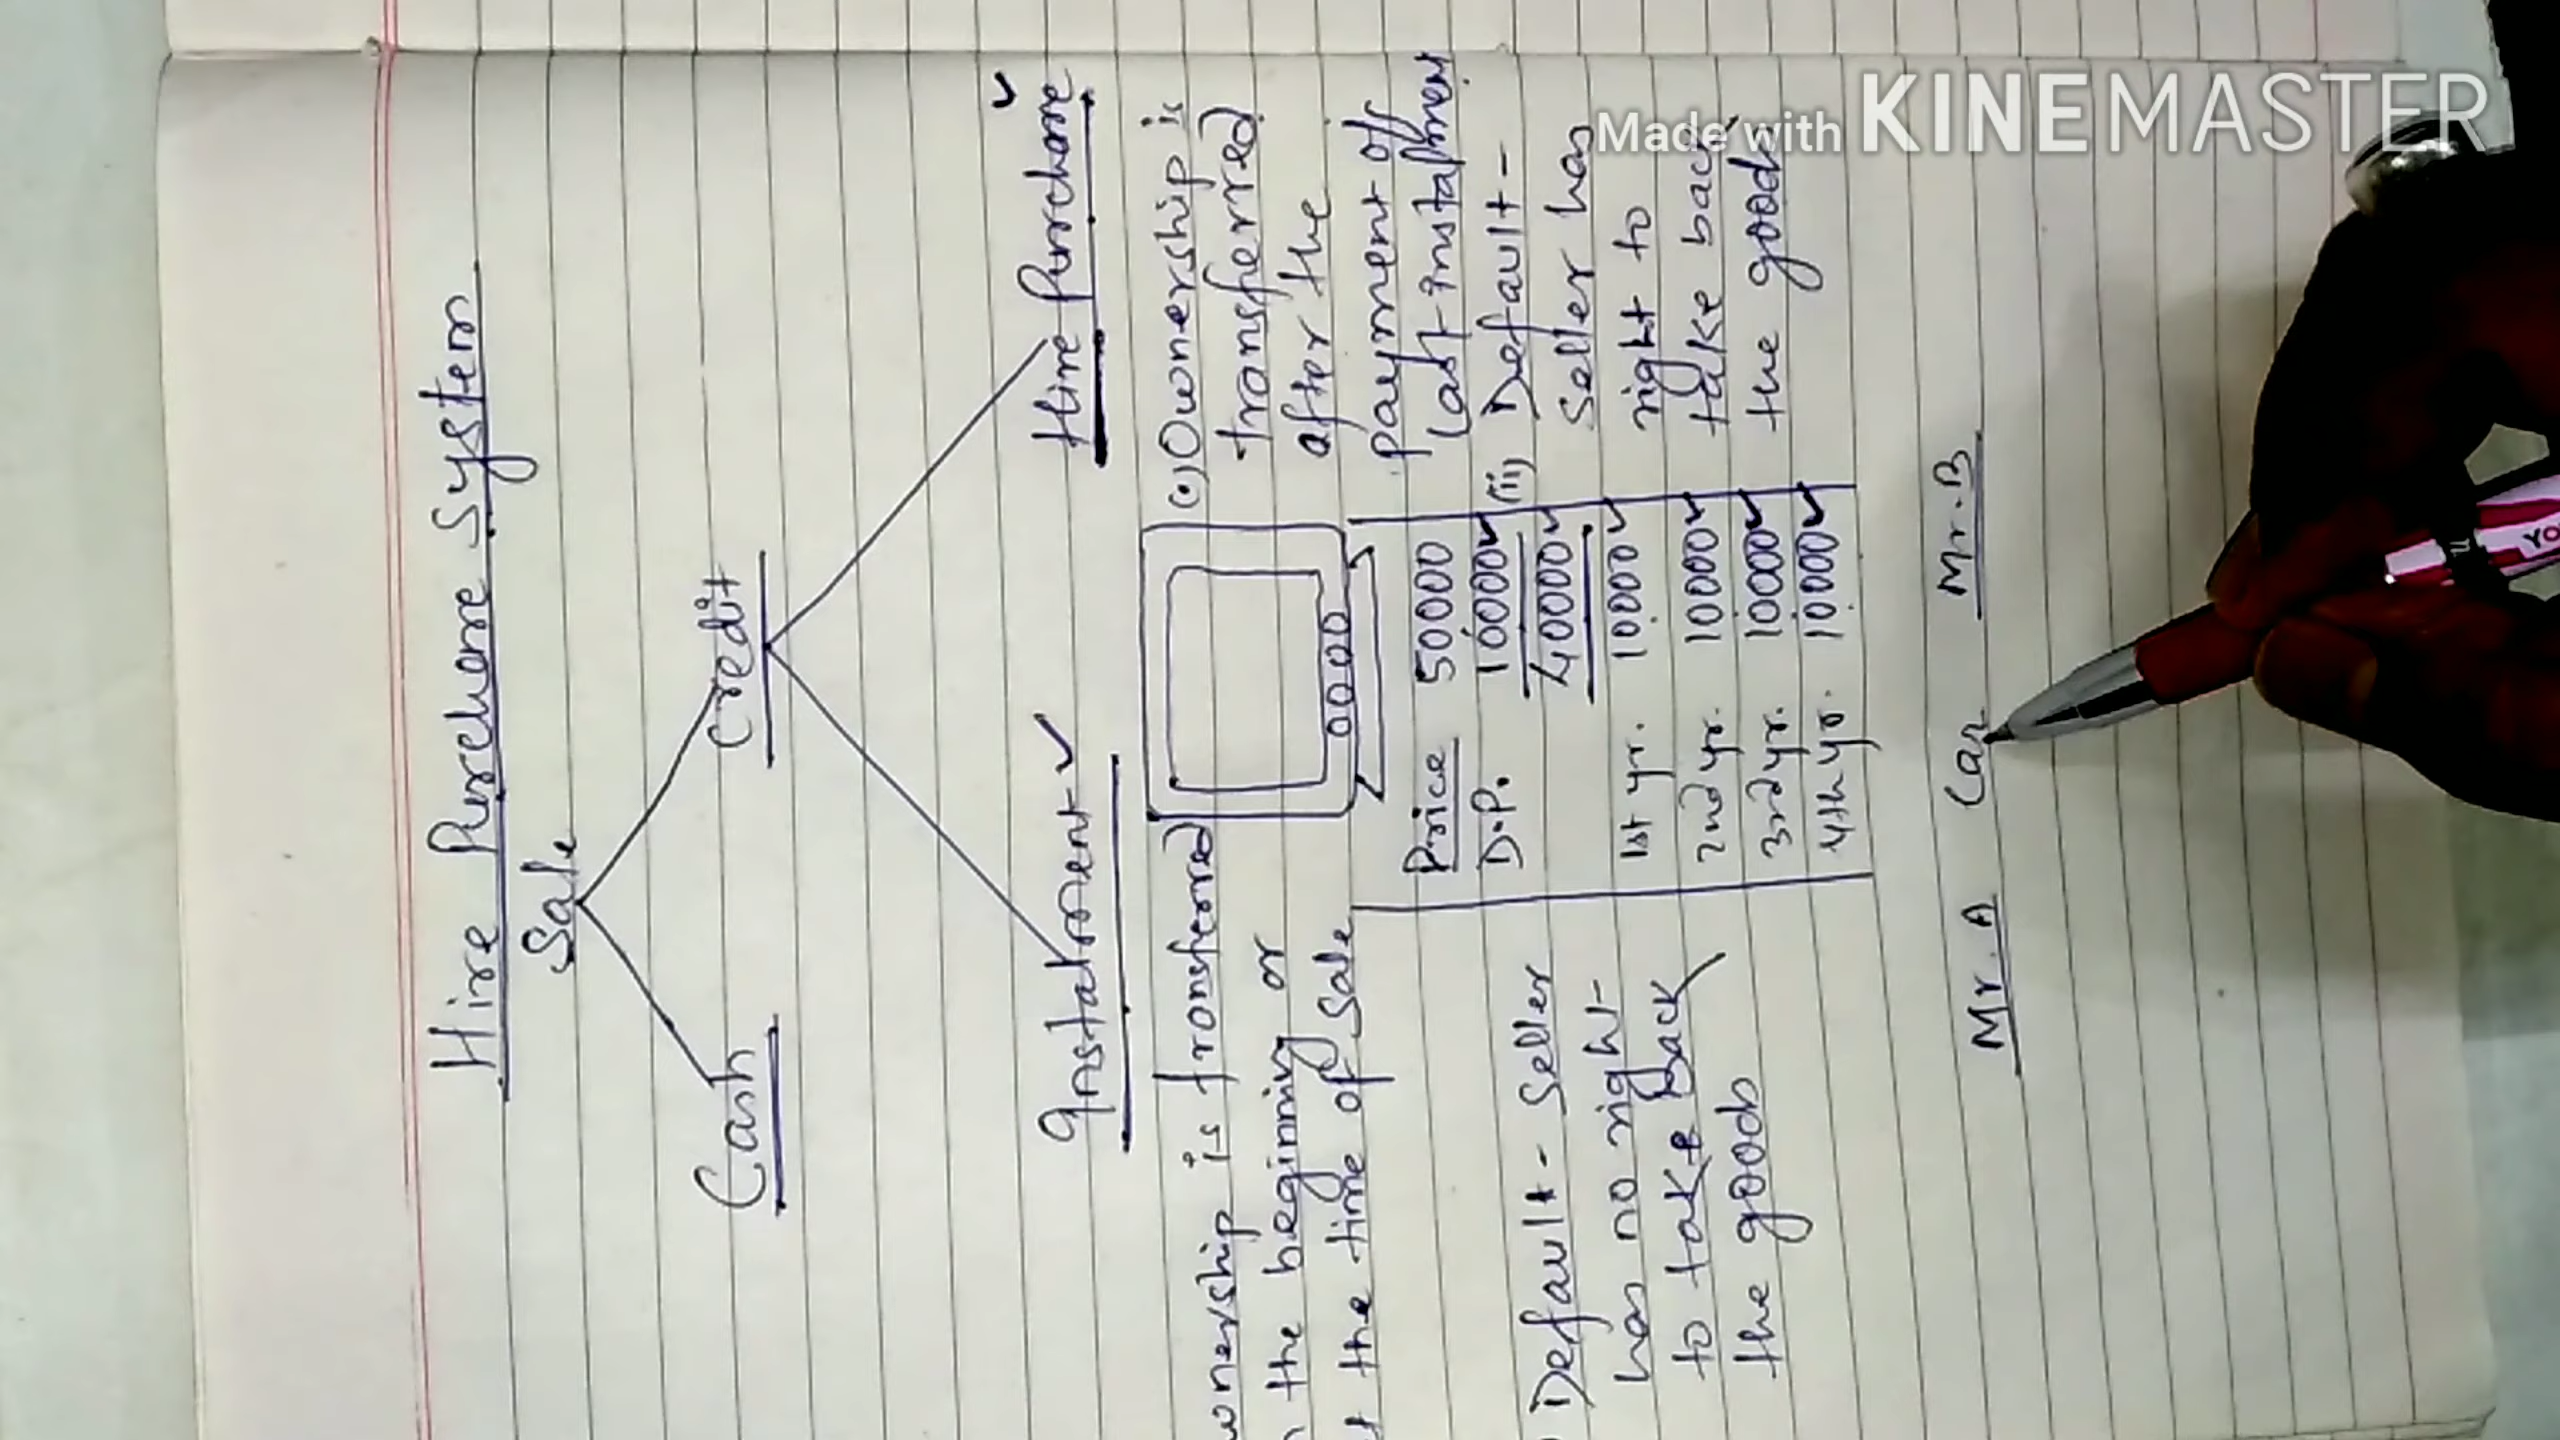 Hire Purchase System
Sale
Cash Credit
Instalment Hire Purchase
ownership is transferred
the beginning or
the time of sale
Default - Seller
has no right
to take Back
the goods
0000
Price 50000
D.P. 10000
40000
1st yr. 10000
2nd yr. 10000
3rd yr. 10000
4th yr. 10000
(i) Ownership is
transferred
after the
payment of
last instalment
(ii) Default -
Seller has
right to
take back
the goods
Mr. A Car Mr. B
Made with KINEMASTER